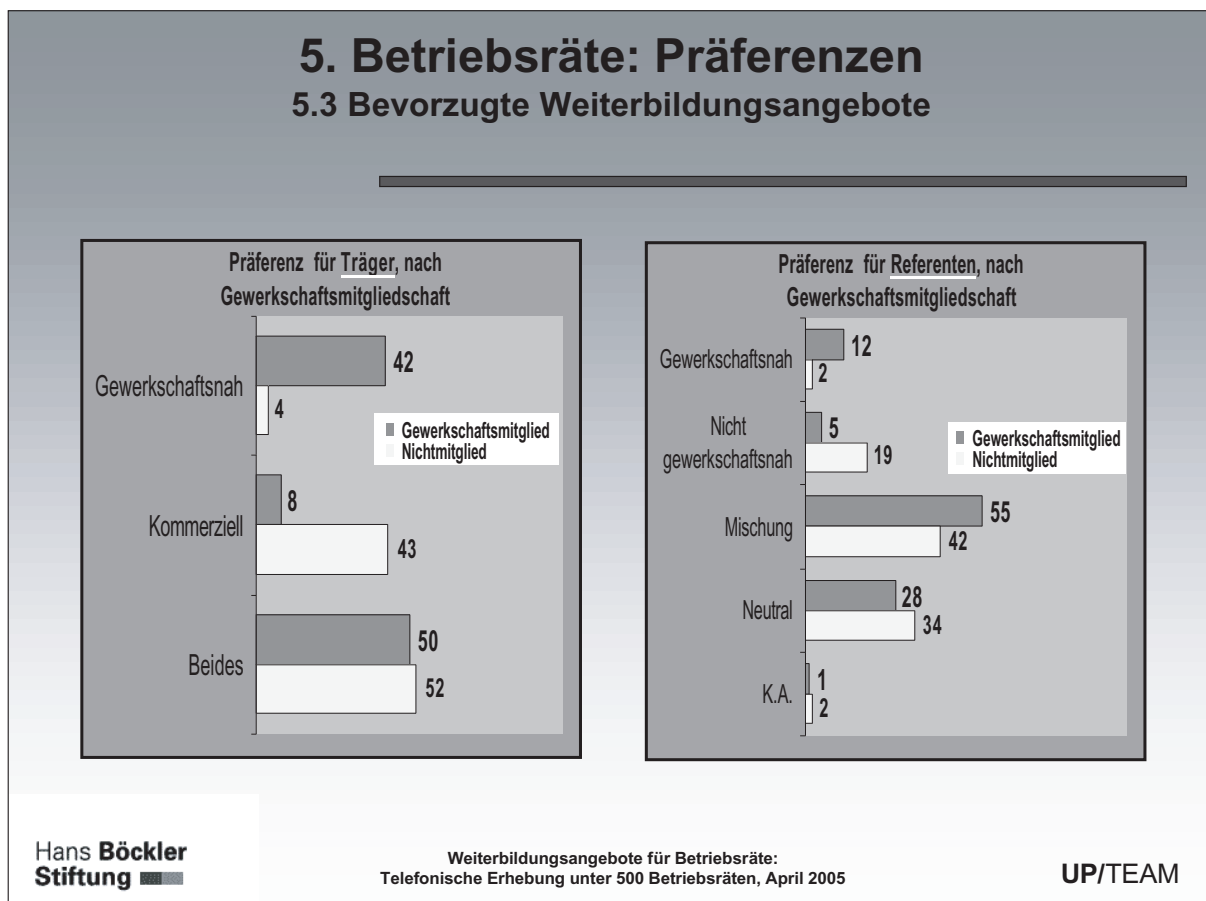 5. Betriebsräte: Präferenzen
5.3 Bevorzugte Weiterbildungsangebote
Präferenz für Träger, nach
Gewerkschaftsmitgliedschaft
Gewerkschaftsnah
42
4
Gewerkschaftsmitglied
Nichtmitglied
Kommerziell
8
43
Beides
50
52
Präferenz für Referenten, nach
Gewerkschaftsmitgliedschaft
Gewerkschaftsnah
12
2
Nicht
gewerkschaftsnah
5
19
Gewerkschaftsmitglied
Nichtmitglied
Mischung
55
42
Neutral
28
34
K.A.
1
2
Hans Böckler
Stiftung
Weiterbildungsangebote für Betriebsräte:
Telefonische Erhebung unter 500 Betriebsräten, April 2005
UP/TEAM